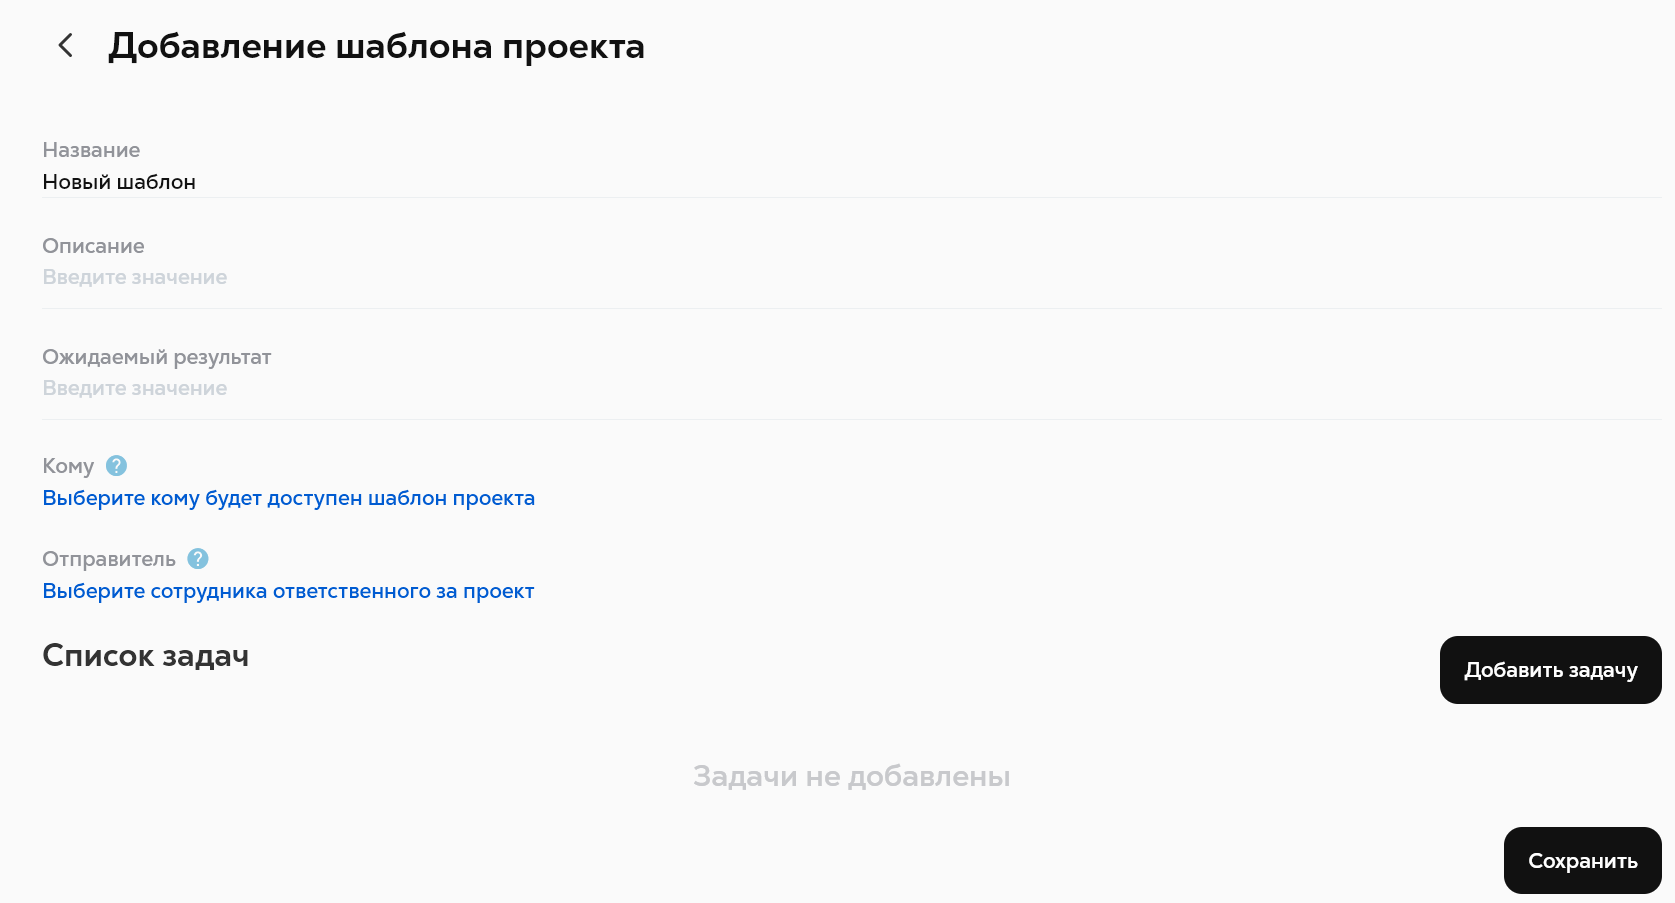 Добавление шаблона проекта
Название
Новый шаблон
Описание
Введите значение
Ожидаемый результат
Введите значение
Кому ?
Выберите кому будет доступен шаблон проекта
Отправитель ?
Выберите сотрудника ответственного за проект
Список задач
Добавить задачу
Задачи не добавлены
Сохранить